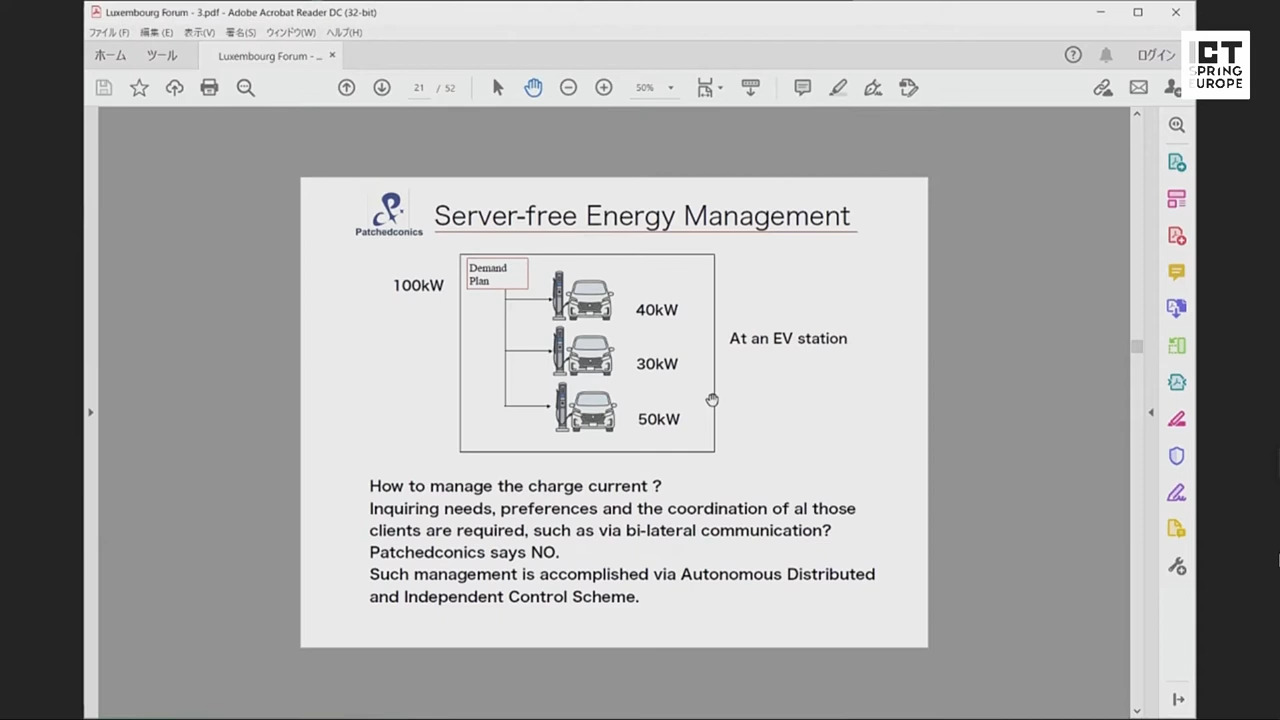 Luxembourg Forum - 3.pdf - Adobe Acrobat Reader DC (32-bit)
ファイル(F) 編集(E) 表示(V) 署名(S) ウィンドウ(W) ヘルプ(H)
ホーム ツール Luxembourg Forum - ... × ログイン
ICT
SPRING
EUROPE
21 / 52 50%
Patchedconics
Server-free Energy Management
Demand
Plan
100kW
40kW
At an EV station
30kW
50kW
How to manage the charge current ?
Inquiring needs, preferences and the coordination of al those
clients are required, such as via bi-lateral communication?
Patchedconics says NO.
Such management is accomplished via Autonomous Distributed
and Independent Control Scheme.